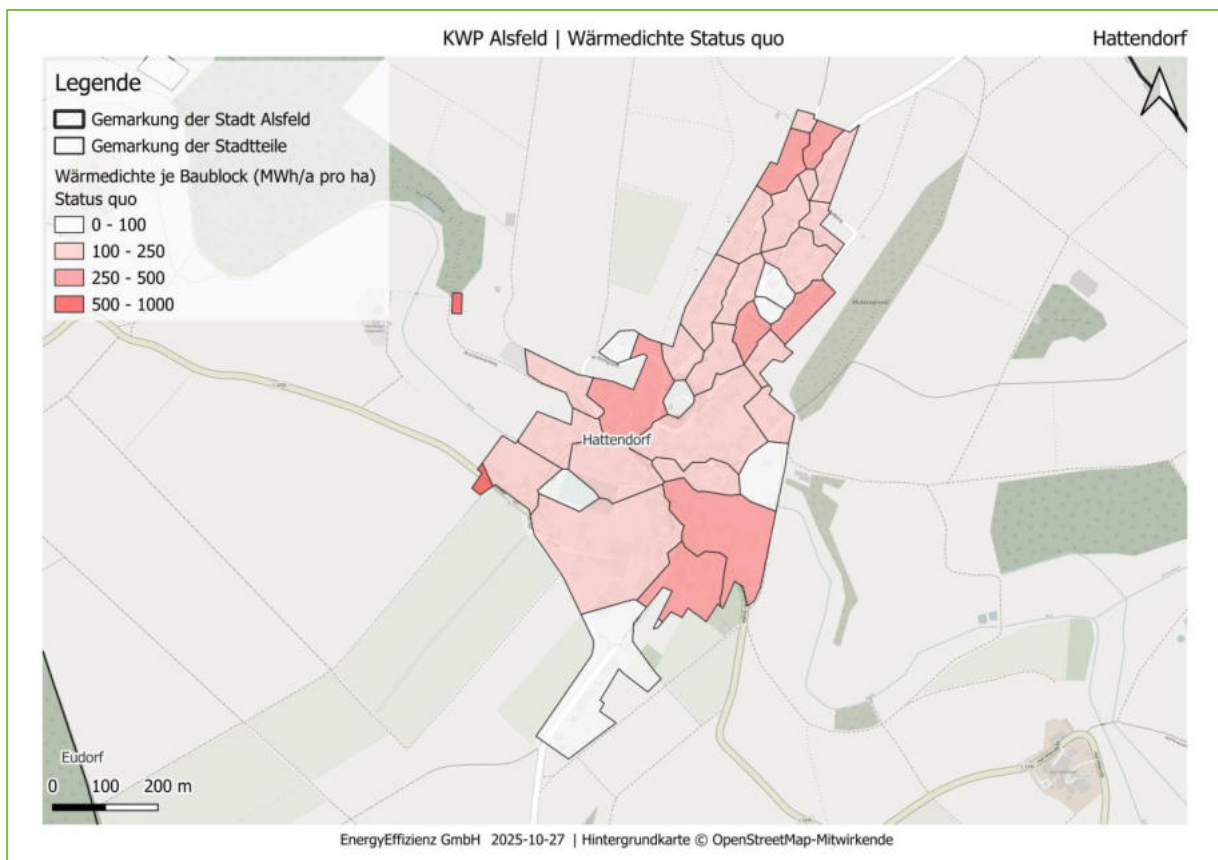 KWP Alsfeld | Wärmedichte Status quo
Hattendorf
Legende
Gemarkung der Stadt Alsfeld
Gemarkung der Stadtteile
Wärmedichte je Baublock (MWh/a pro ha)
Status quo
0 - 100
100 - 250
250 - 500
500 - 1000
Hattendorf
Eudorf
0 100 200 m
EnergyEffizienz GmbH 2025-10-27 | Hintergrundkarte © OpenStreetMap-Mitwirkende